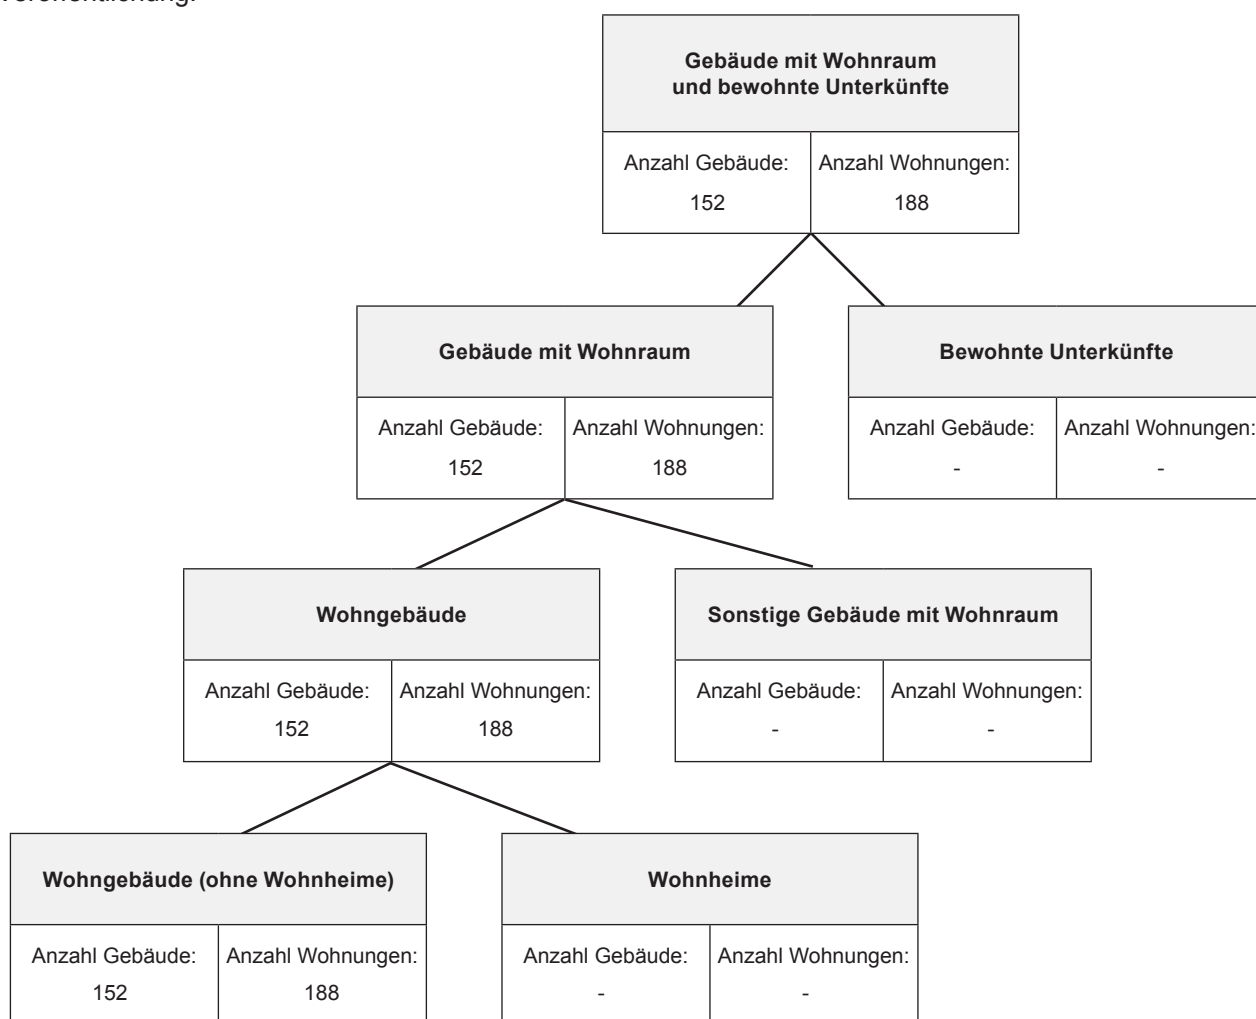 Veröffentlichung.
Gebäude mit Wohnraum
und bewohnte Unterkünfte
Anzahl Gebäude: Anzahl Wohnungen:
152 188
Gebäude mit Wohnraum Bewohnte Unterkünfte
Anzahl Gebäude: Anzahl Wohnungen: Anzahl Gebäude: Anzahl Wohnungen:
152 188 - -
Wohngebäude Sonstige Gebäude mit Wohnraum
Anzahl Gebäude: Anzahl Wohnungen: Anzahl Gebäude: Anzahl Wohnungen:
152 188 - -
Wohngebäude (ohne Wohnheime) Wohnheime
Anzahl Gebäude: Anzahl Wohnungen: Anzahl Gebäude: Anzahl Wohnungen:
152 188 - -